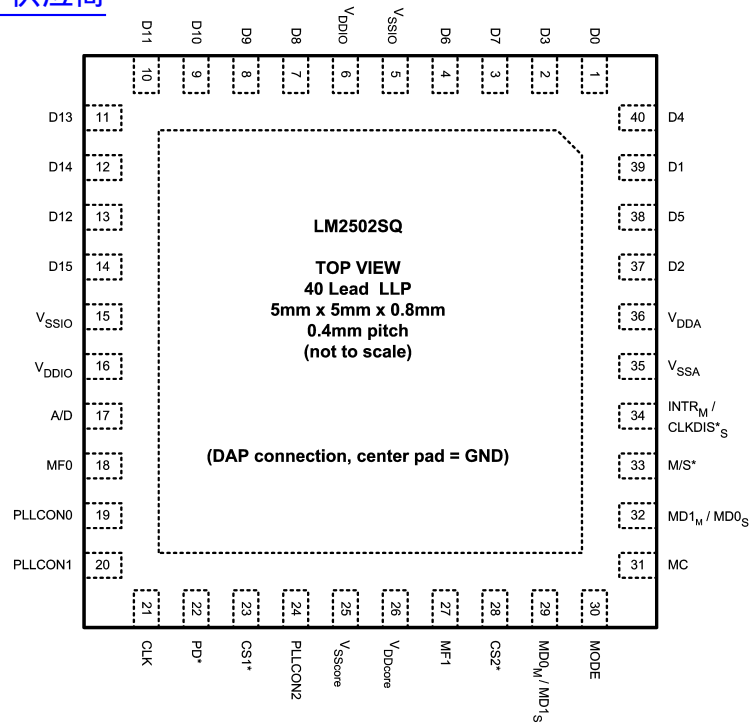 供应商
D11 D10 D9 D8 VDDIO VSSIO D6 D7 D3 D0
10 9 8 7 6 5 4 3 2 1
D13 11
D14 12
D12 13
D15 14
VSSIO 15
VDDIO 16
A/D 17
MF0 18
PLLCON0 19
PLLCON1 20
LM2502SQ
TOP VIEW
40 Lead LLP
5mm x 5mm x 0.8mm
0.4mm pitch
(not to scale)
(DAP connection, center pad = GND)
40 D4
39 D1
38 D5
37 D2
36 VDDA
35 VSSA
34 INTRM /
CLKDIS*S
33 M/S*
32 MD1M / MD0S
31 MC
21 22 23 24 25 26 27 28 29 30
CLK PD* CS1* PLLCON2 VSScore VDDcore MF1 CS2* MD0M / MD1S MODE